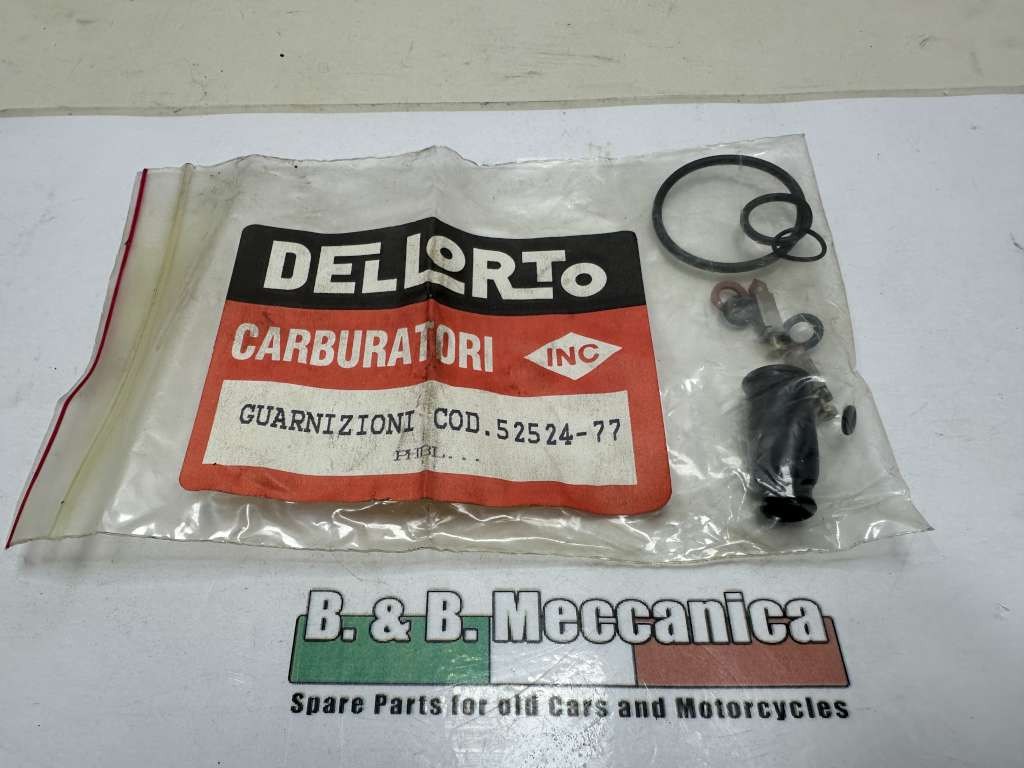 DELLORTO
CARBURATORI INC
GUARNIZIONI COD.52524-77
PHBL...
B. & B. Meccanica
Spare Parts for old Cars and Motorcycles